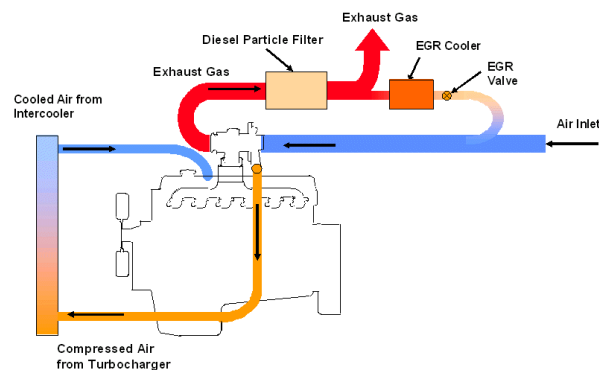 Exhaust Gas
Diesel Particle Filter
EGR Cooler
Exhaust Gas
EGR
Valve
Cooled Air from
Intercooler
Air Inlet
Compressed Air
from Turbocharger